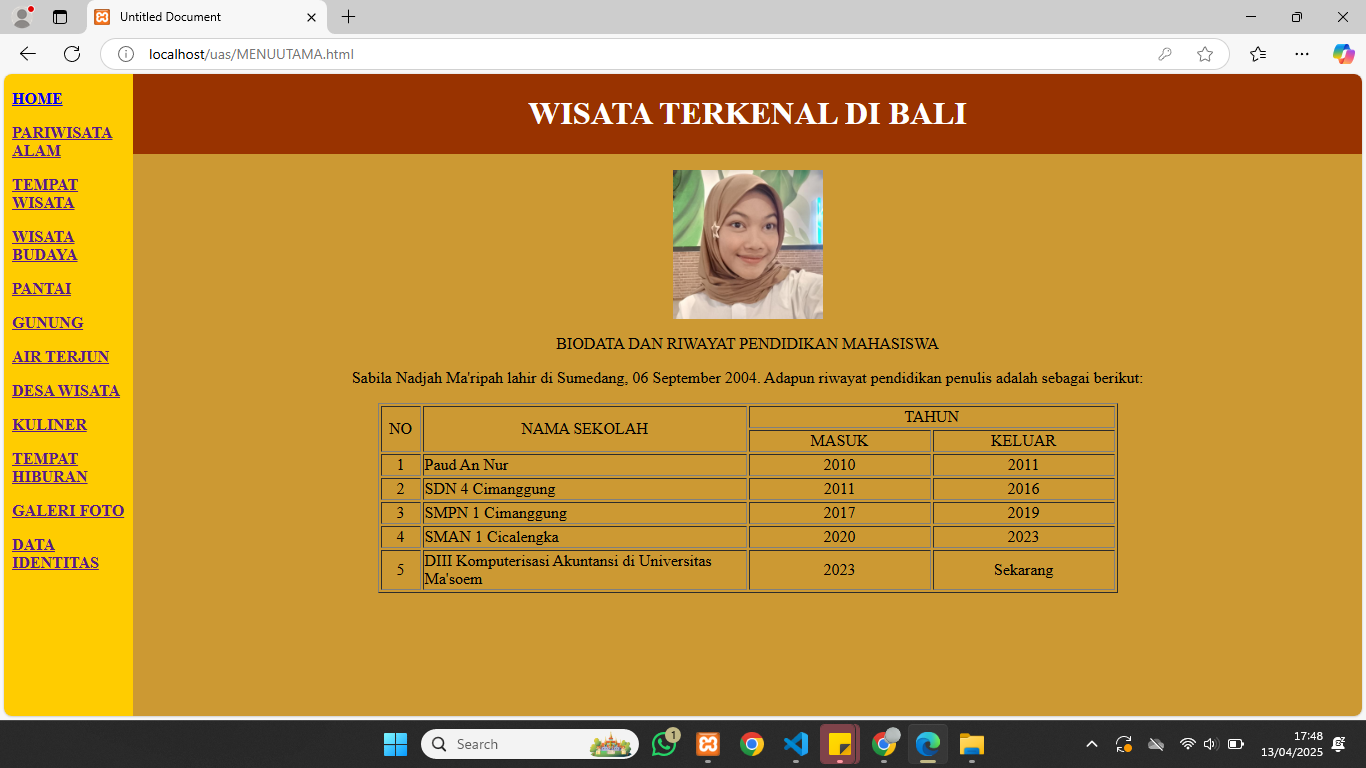 Untitled Document
localhost/uas/MENUUTAMA.html
HOME
PARIWISATA
ALAM
TEMPAT
WISATA
WISATA
BUDAYA
PANTAI
GUNUNG
AIR TERJUN
DESA WISATA
KULINER
TEMPAT
HIBURAN
GALERI FOTO
DATA
IDENTITAS
WISATA TERKENAL DI BALI
BIODATA DAN RIWAYAT PENDIDIKAN MAHASISWA
Sabila Nadjah Ma'ripah lahir di Sumedang, 06 September 2004. Adapun riwayat pendidikan penulis adalah sebagai berikut:
NO NAMA SEKOLAH TAHUN
MASUK KELUAR
1 Paud An Nur 2010 2011
2 SDN 4 Cimanggung 2011 2016
3 SMPN 1 Cimanggung 2017 2019
4 SMAN 1 Cicalengka 2020 2023
5 DIII Komputerisasi Akuntansi di Universitas
Ma'soem 2023 Sekarang
Search
1
17:48
13/04/2025